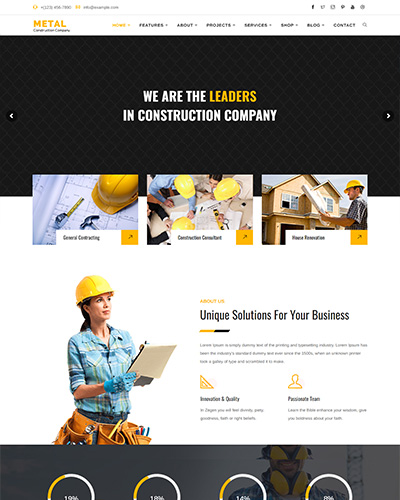 +(123) 456-7890 info@example.com
METAL
Construction Company
HOME FEATURES ABOUT PROJECTS SERVICES SHOP BLOG CONTACT
WE ARE THE LEADERS
IN CONSTRUCTION COMPANY
General Contracting
Construction Consultant
House Renovation
ABOUT US
Unique Solutions For Your Business
Lorem Ipsum is simply dummy text of the printing and typesetting industry. Lorem Ipsum has
been the industry's standard dummy text ever since the 1500s, when an unknown printer
took a galley of type and scrambled it to make.
Innovation & Quality
In Zegen you will feel divinity, piety,
goodness, faith or right beliefs.
Passionate Team
Learn the Bible enhance your wisdom, give
you boldness about your faith.
19%
18%
14%
8%